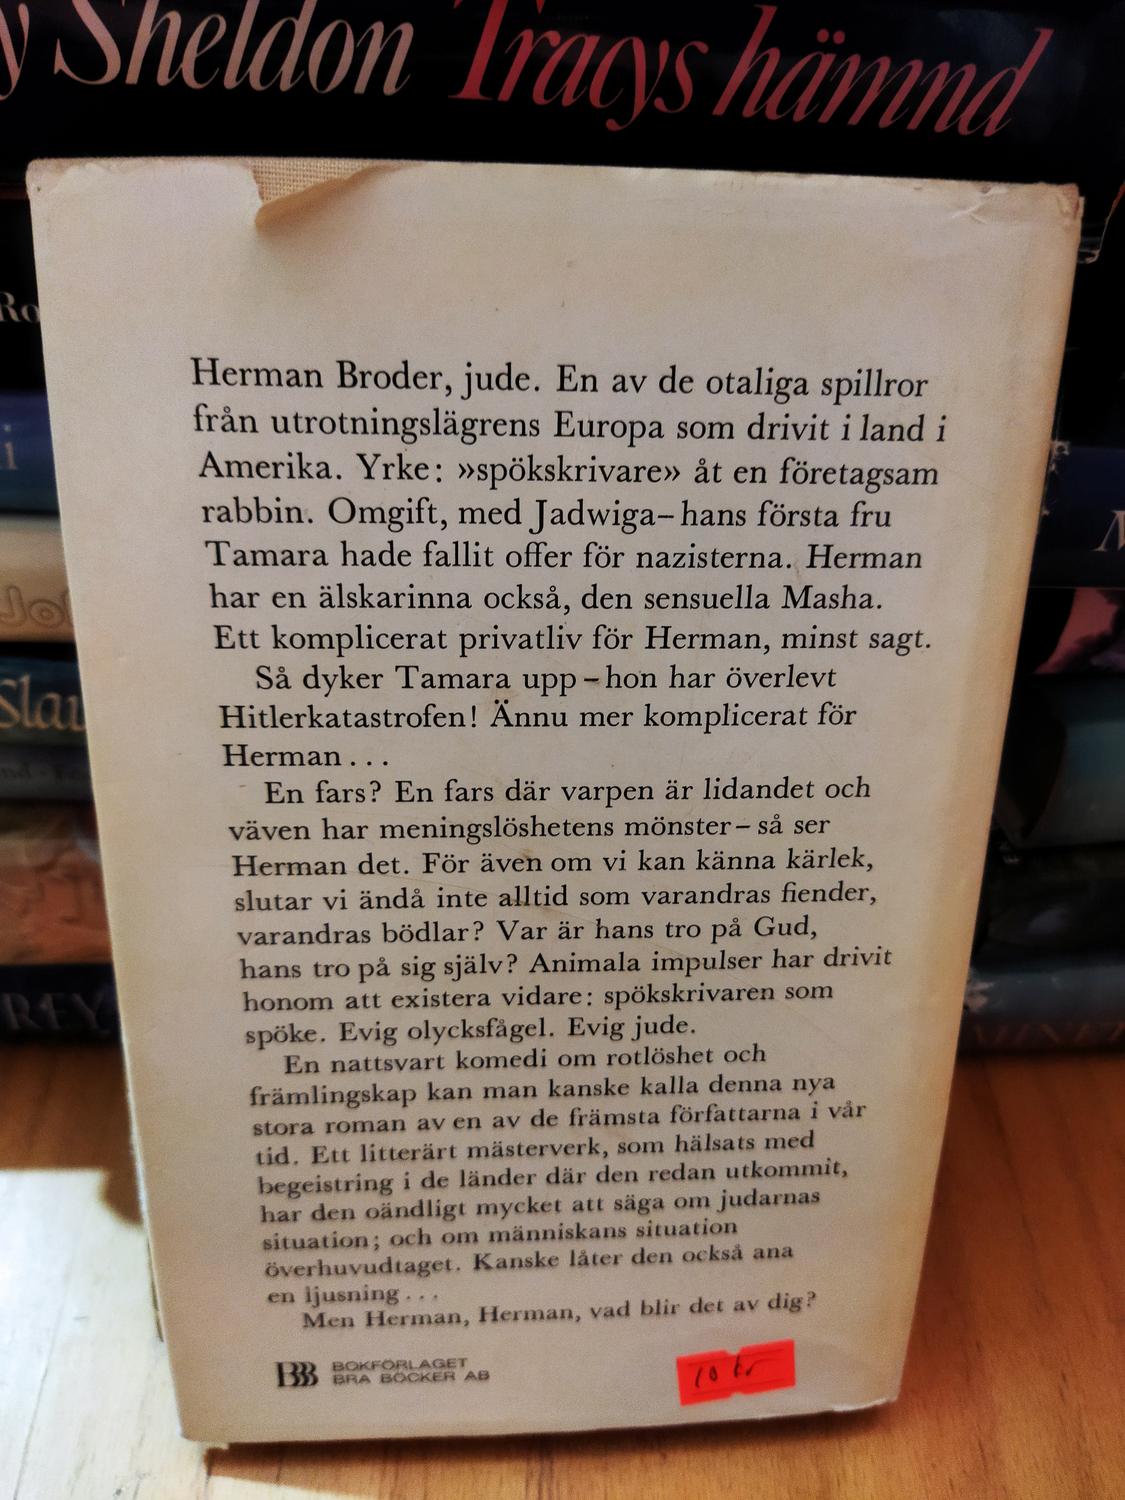 y Sheldon Tracys hämnd
Herman Broder, jude. En av de otaliga spillror
från utrotningslägrens Europa som drivit i land i
Amerika. Yrke: »spökskrivare» åt en företagsam
rabbin. Omgift, med Jadwiga – hans första fru
Tamara hade fallit offer för nazisterna. Herman
har en älskarinna också, den sensuella Masha.
Ett komplicerat privatliv för Herman, minst sagt.
Så dyker Tamara upp – hon har överlevt
Hitlerkatastrofen! Ännu mer komplicerat för
Herman . . .
En fars? En fars där varpen är lidandet och
väven har meningslöshetens mönster – så ser
Herman det. För även om vi kan känna kärlek,
slutar vi ändå inte alltid som varandras fiender,
varandras bödlar? Var är hans tro på Gud,
hans tro på sig själv? Animala impulser har drivit
honom att existera vidare: spökskrivaren som
spöke. Evig olycksfågel. Evig jude.
En nattsvart komedi om rotlöshet och
främlingskap kan man kanske kalla denna nya
stora roman av en av de främsta författarna i vår
tid. Ett litterärt mästerverk, som hälsats med
begeistring i de länder där den redan utkommit,
har den oändligt mycket att säga om judarnas
situation; och om människans situation
överhuvudtaget. Kanske låter den också ana
en ljusning . . .
Men Herman, Herman, vad blir det av dig?
BBB BOKFÖRLAGET
BRA BÖCKER AB
10 kr